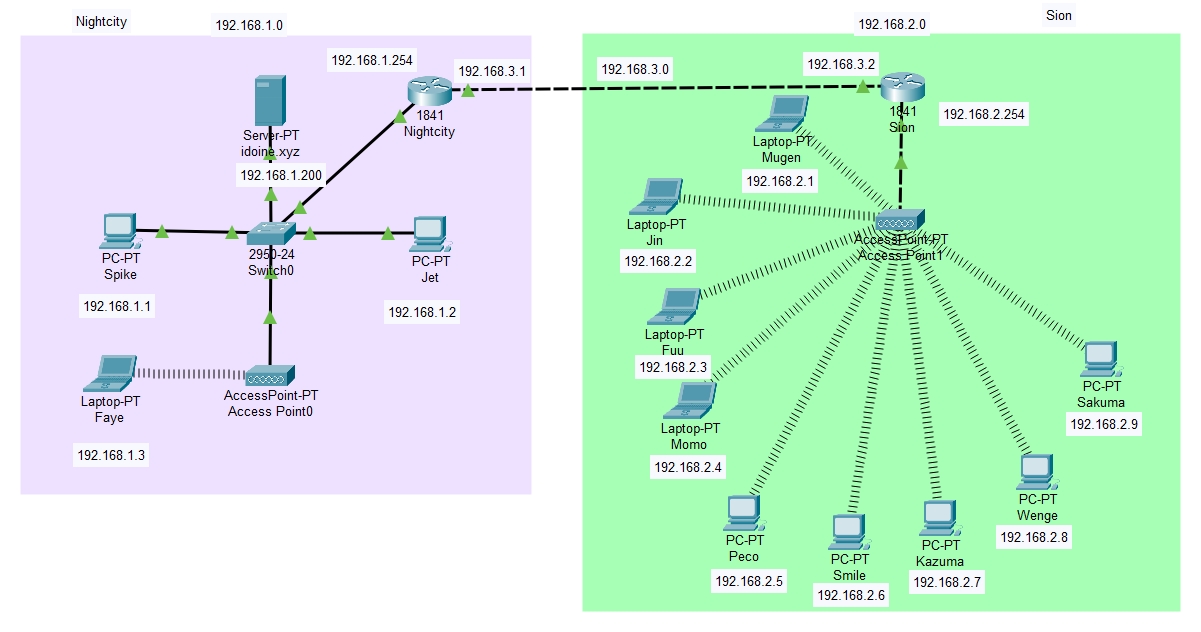 Nightcity
192.168.1.0
192.168.1.254
192.168.3.1
1841
Nightcity
Server-PT
idoine.xyz
192.168.1.200
PC-PT
Spike
192.168.1.1
2950-24
Switch0
PC-PT
Jet
192.168.1.2
Laptop-PT
Faye
192.168.1.3
AccessPoint-PT
Access Point0
192.168.3.0
Sion
192.168.2.0
192.168.3.2
1841
Sion
192.168.2.254
Laptop-PT
Mugen
192.168.2.1
Laptop-PT
Jin
192.168.2.2
AccessPoint-PT
Access Point1
Laptop-PT
Fuu
192.168.2.3
Laptop-PT
Momo
192.168.2.4
PC-PT
Peco
192.168.2.5
PC-PT
Smile
192.168.2.6
PC-PT
Kazuma
192.168.2.7
PC-PT
Wenge
192.168.2.8
PC-PT
Sakuma
192.168.2.9